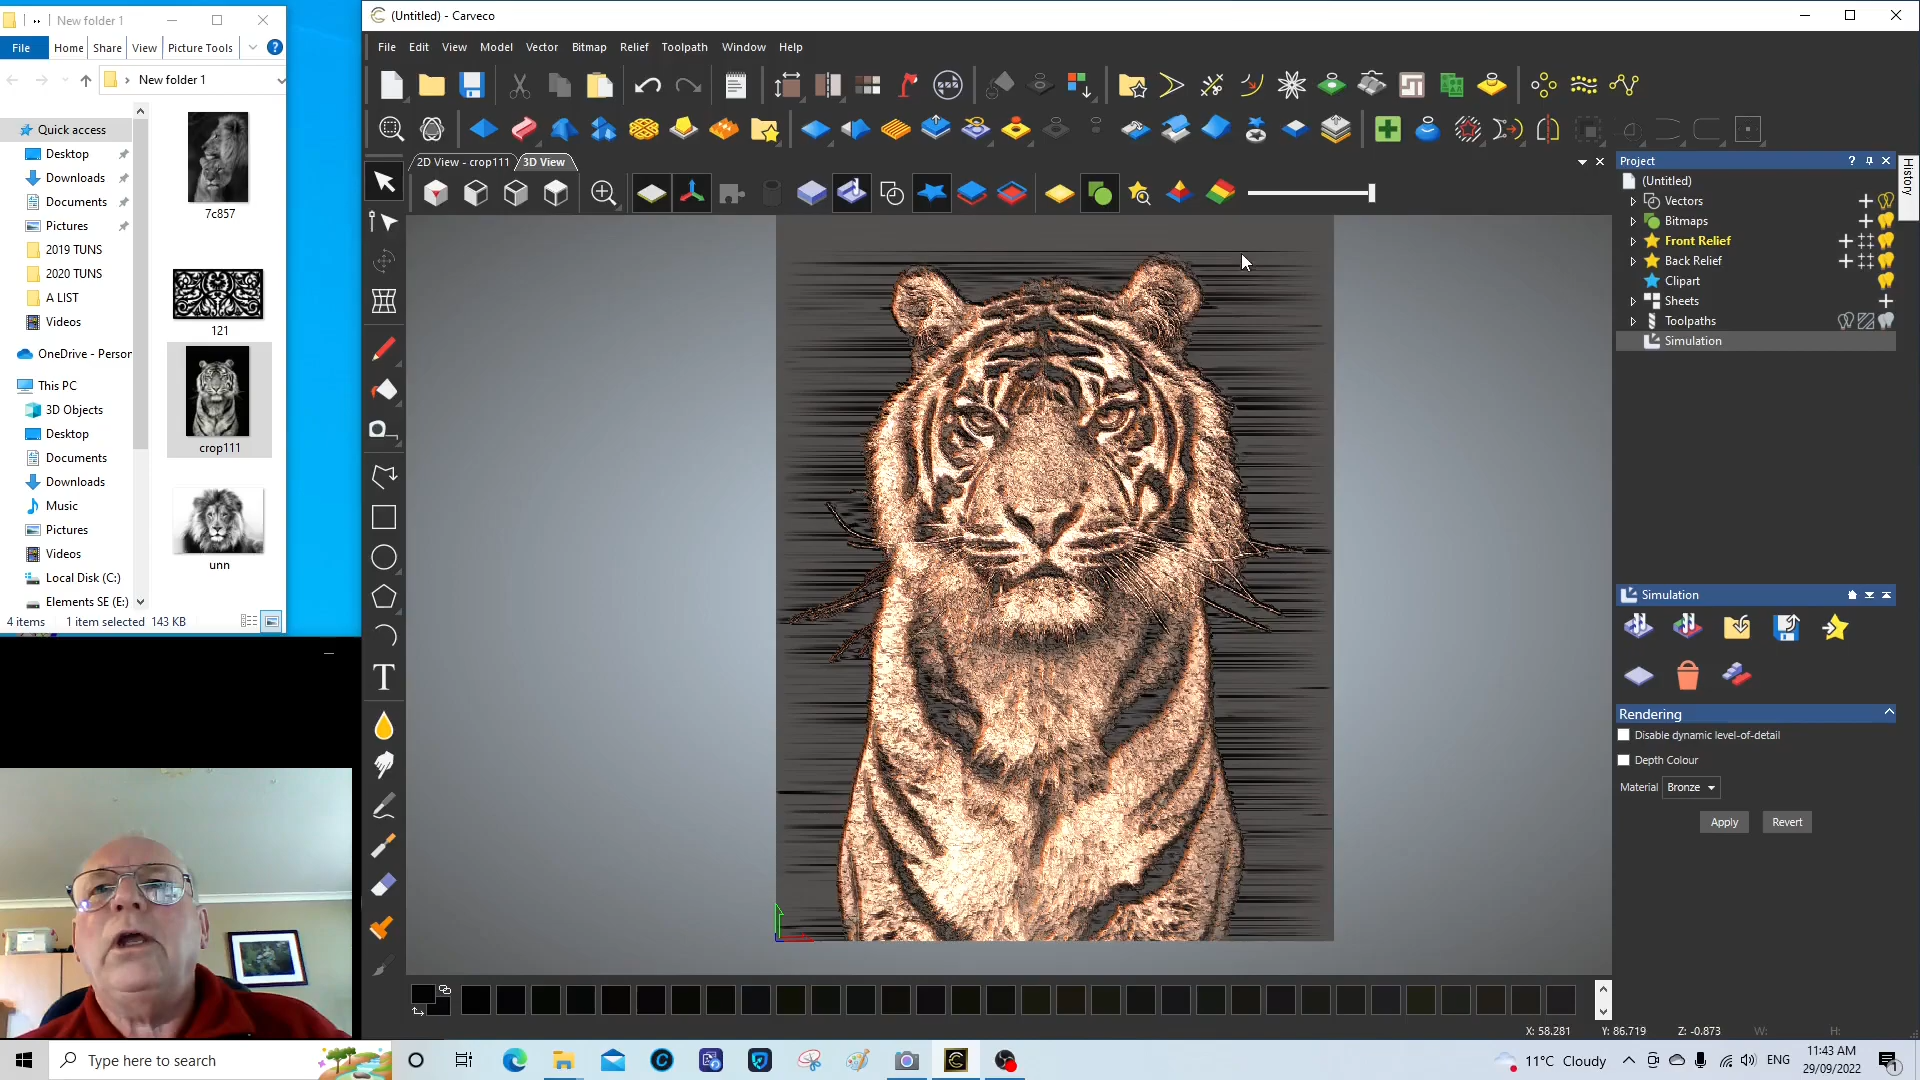 New folder 1
File Home Share View Picture Tools
New folder 1
Quick access
Desktop
Downloads
Documents
Pictures
2019 TUNS
2020 TUNS
A LIST
Videos
OneDrive - Person
This PC
3D Objects
Desktop
Documents
Downloads
Music
Pictures
Videos
Local Disk (C:)
Elements SE (E:)
7c857
121
crop111
unn
4 items 1 item selected 143 KB
(Untitled) - Carveco
File Edit View Model Vector Bitmap Relief Toolpath Window Help
2D View - crop111 3D View
Project
(Untitled)
Vectors
Bitmaps
Front Relief
Back Relief
Clipart
Sheets
Toolpaths
Simulation
History
Simulation
Rendering
Disable dynamic level-of-detail
Depth Colour
Material Bronze
Apply Revert
X: 58.281 Y: 86.719 Z: -0.873 W: H:
Type here to search
11°C Cloudy
ENG
11:43 AM
29/09/2022